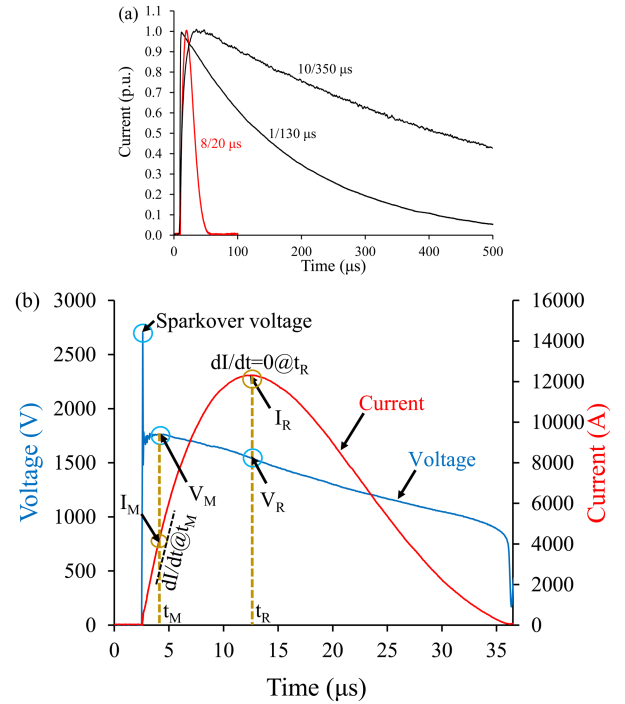 (a)
Current (p.u.)
1.1
1.0
0.9
0.8
0.7
0.6
0.5
0.4
0.3
0.2
0.1
0.0
10/350 μs
1/130 μs
8/20 μs
0 100 200 300 400 500
Time (μs)
(b)
Voltage (V)
3000
2500
2000
1500
1000
500
0
16000
14000
12000
10000
8000
6000
4000
2000
0
Current (A)
Sparkover voltage
dI/dt=0@tR
IR
Current
Voltage
VM
VR
IM
dI/dt@tM
tM
tR
0 5 10 15 20 25 30 35
Time (μs)